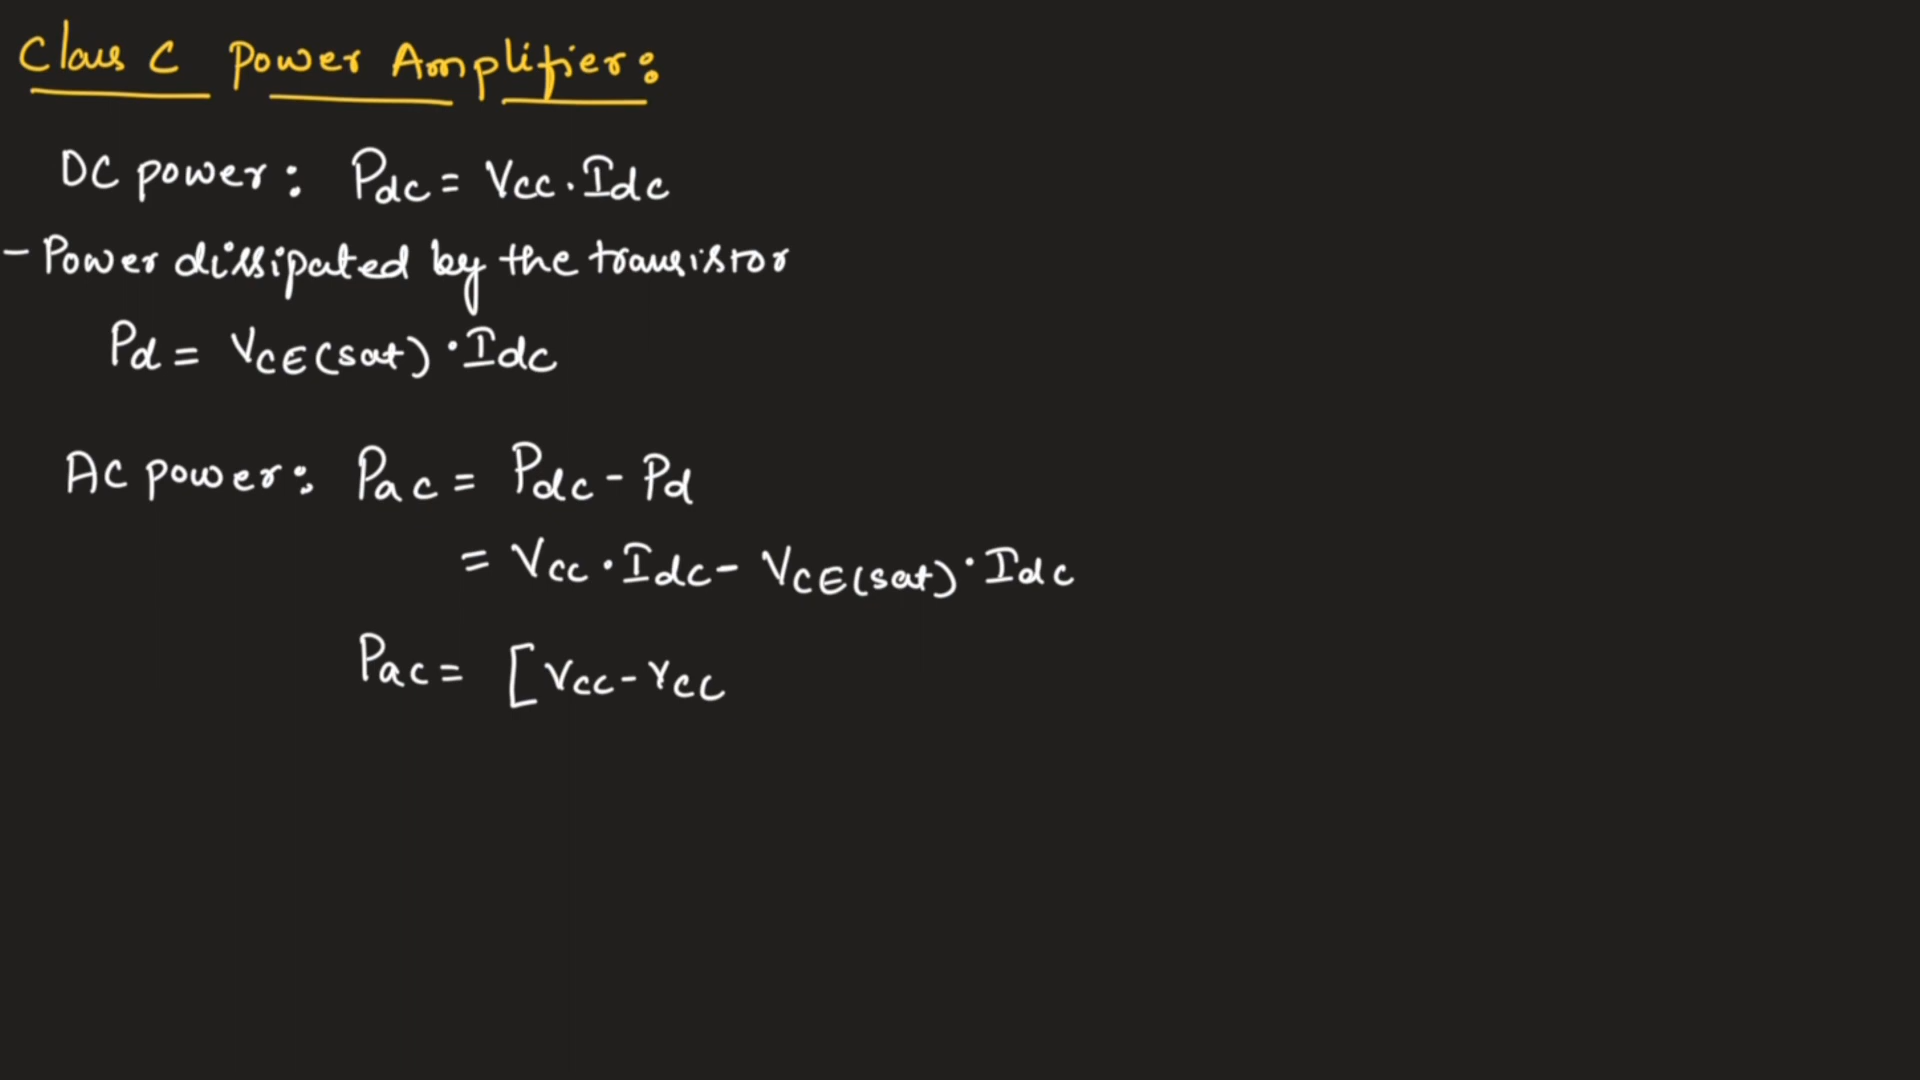 Class C Power Amplifier:
DC power: Pdc = Vcc . Idc
- Power dissipated by the transistor
Pd = VCE(sat) · Idc
Ac power: Pac = Pdc - Pd
= Vcc · Idc - VCE(sat) · Idc
Pac = [Vcc - Vcc